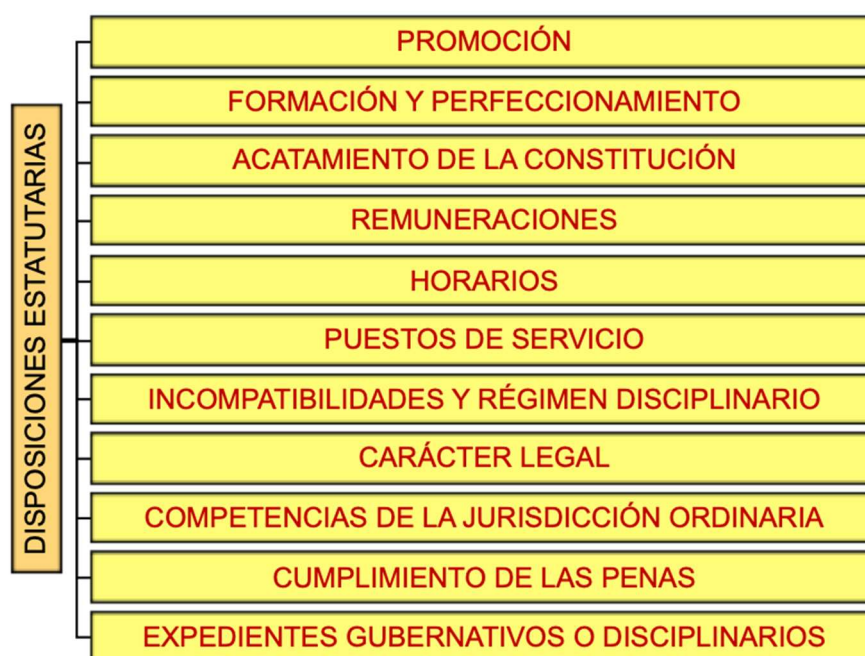 DISPOSICIONES ESTATUTARIAS
PROMOCIÓN
FORMACIÓN Y PERFECCIONAMIENTO
ACATAMIENTO DE LA CONSTITUCIÓN
REMUNERACIONES
HORARIOS
PUESTOS DE SERVICIO
INCOMPATIBILIDADES Y RÉGIMEN DISCIPLINARIO
CARÁCTER LEGAL
COMPETENCIAS DE LA JURISDICCIÓN ORDINARIA
CUMPLIMIENTO DE LAS PENAS
EXPEDIENTES GUBERNATIVOS O DISCIPLINARIOS